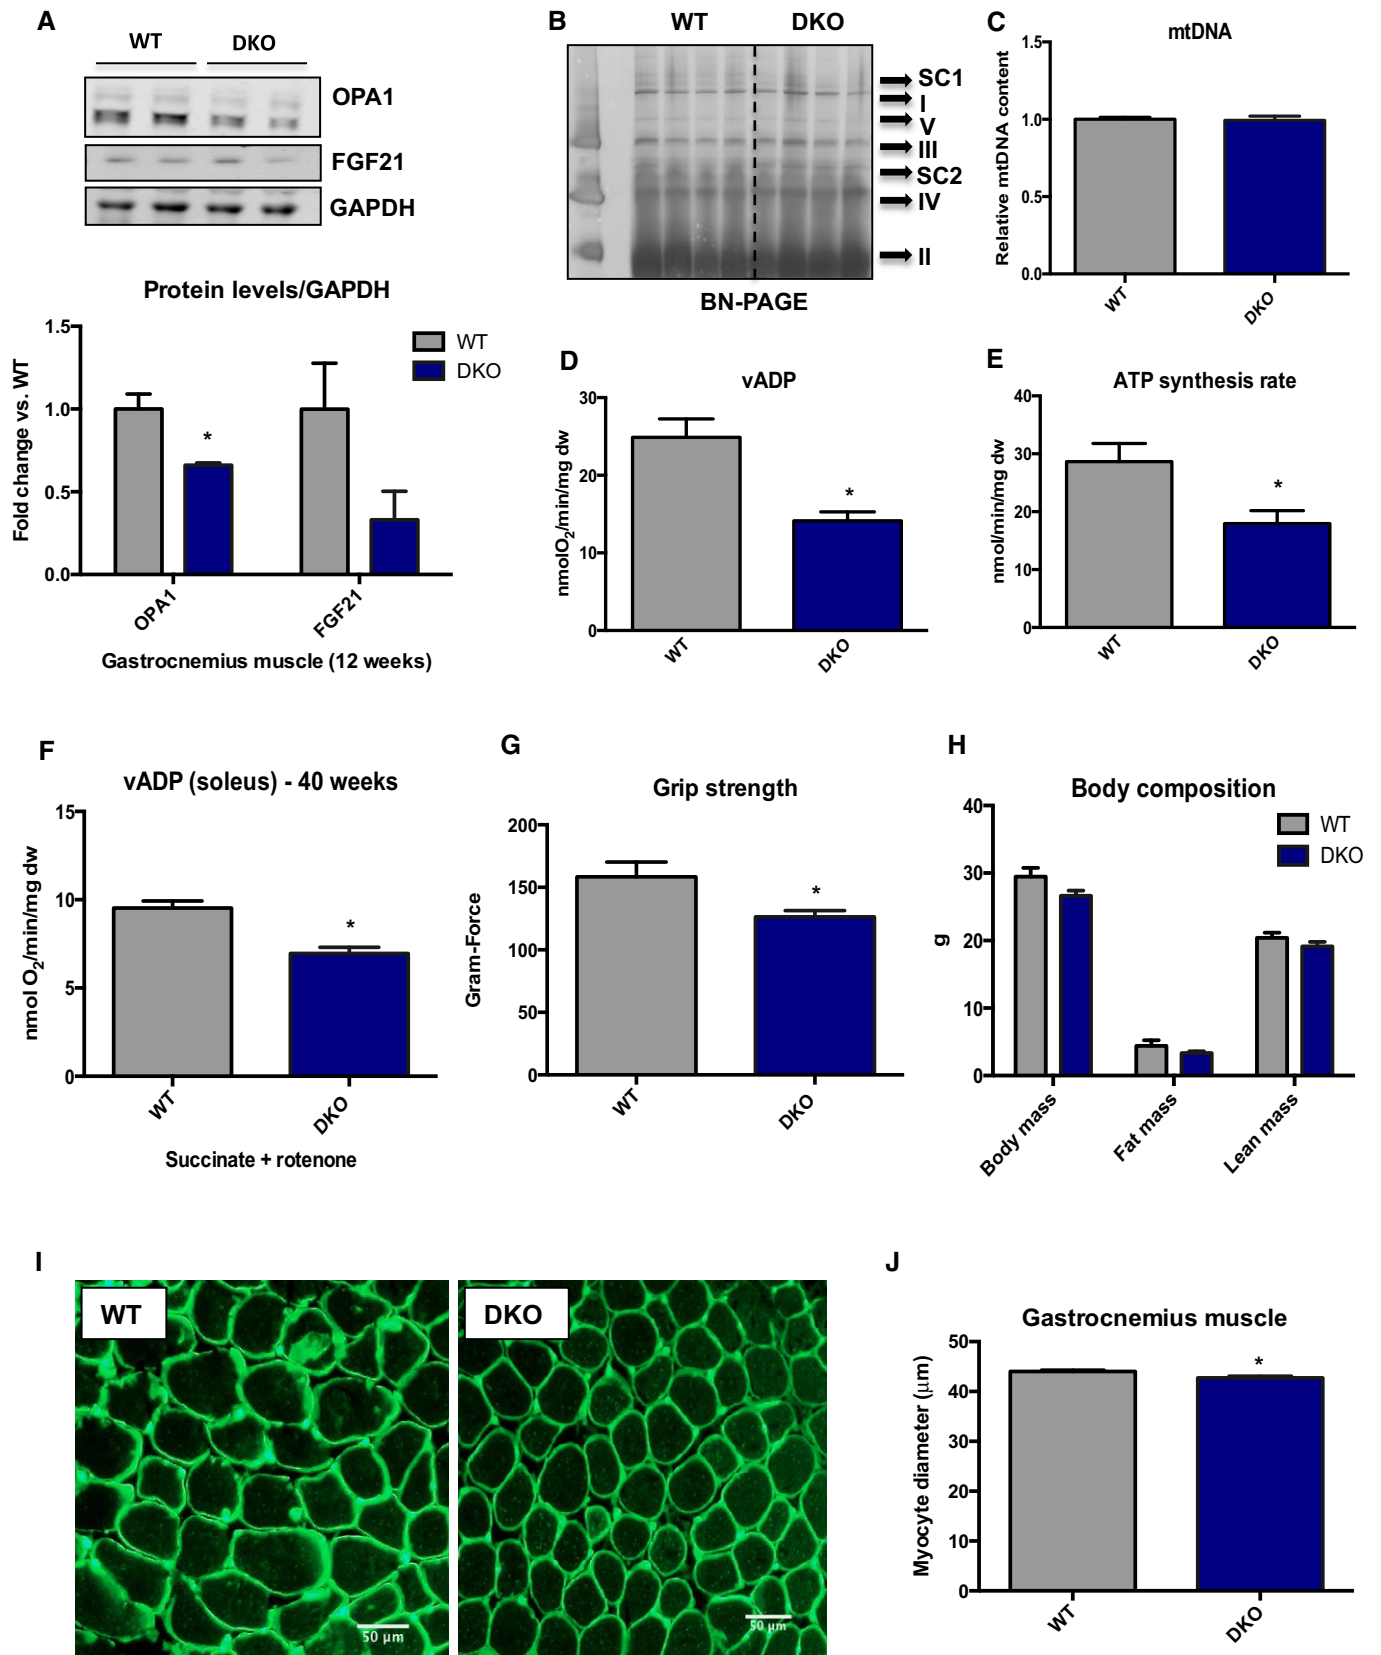 A
WT DKO
OPA1
FGF21
GAPDH
Protein levels/GAPDH
Fold change vs. WT
1.5
1.0
0.5
0.0
WT
DKO
*
OPA1
FGF21
Gastrocnemius muscle (12 weeks)
B
WT DKO
SC1
I
V
III
SC2
IV
II
BN-PAGE
C
mtDNA
Relative mtDNA content
1.5
1.0
0.5
0.0
WT
DKO
D
vADP
nmolO2/min/mg dw
30
20
10
0
*
WT
DKO
E
ATP synthesis rate
nmol/min/mg dw
40
30
20
10
0
*
WT
DKO
F
vADP (soleus) - 40 weeks
nmol O2/min/mg dw
15
10
5
0
*
WT
DKO
Succinate + rotenone
G
Grip strength
Gram-Force
200
150
100
50
0
*
WT
DKO
H
Body composition
g
40
30
20
10
0
WT
DKO
Body mass
Fat mass
Lean mass
I
WT
50 µm
DKO
50 µm
J
Gastrocnemius muscle
Myocyte diameter (µm)
50
40
30
20
10
0
*
WT
DKO